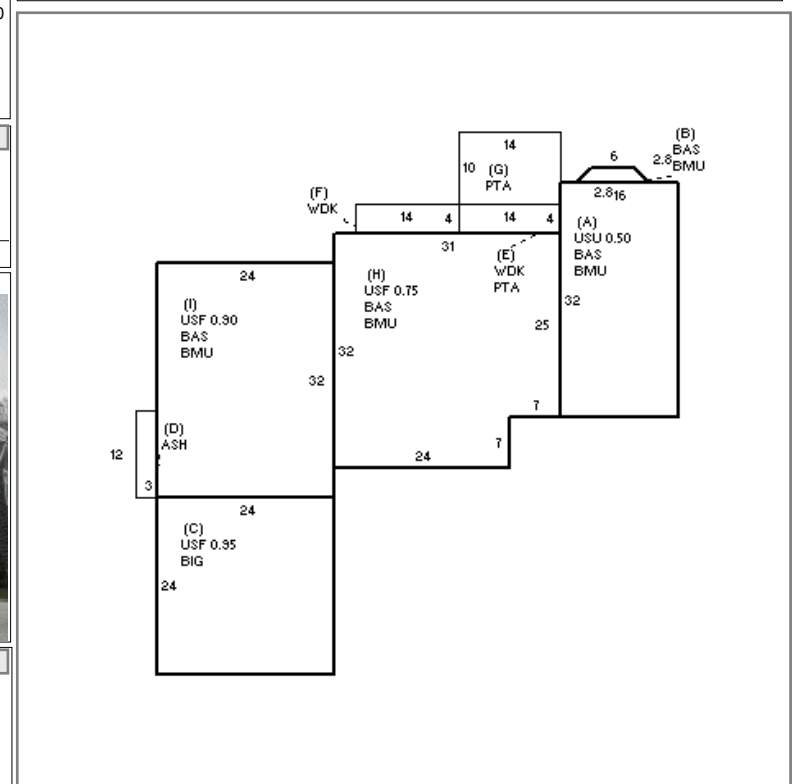 0
(B)
BAS
BMU
6
2.8
14
10
(G)
PTA
2.8
16
(F)
WDK
14
4
14
4
(A)
USU 0.50
BAS
BMU
31
(E)
WDK
PTA
24
(H)
USF 0.75
BAS
BMU
(I)
USF 0.90
BAS
BMU
32
25
32
32
7
(D)
ASH
12
7
24
3
24
(C)
USF 0.95
BIG
24